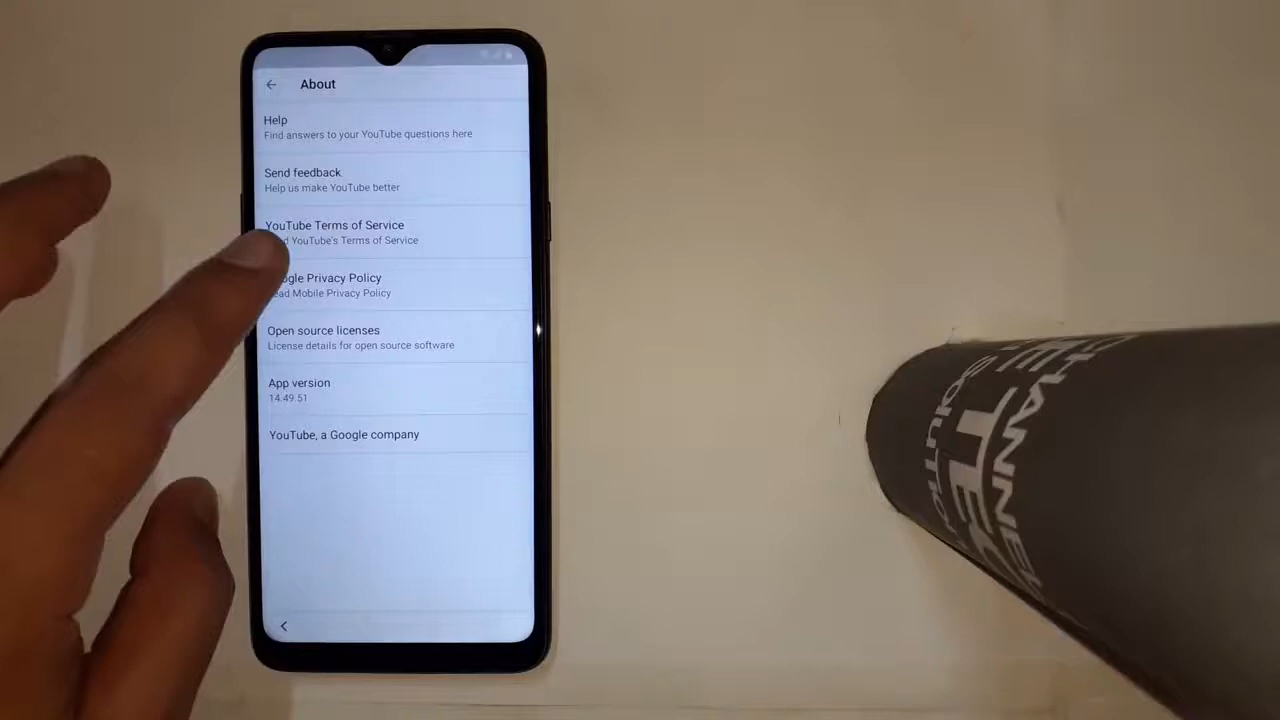 About
Help
Find answers to your YouTube questions here
Send feedback
Help us make YouTube better
YouTube Terms of Service
YouTube's Terms of Service
Privacy Policy
Mobile Privacy Policy
Open source licenses
License details for open source software
App version
14.49.51
YouTube, a Google company
CHANNEL